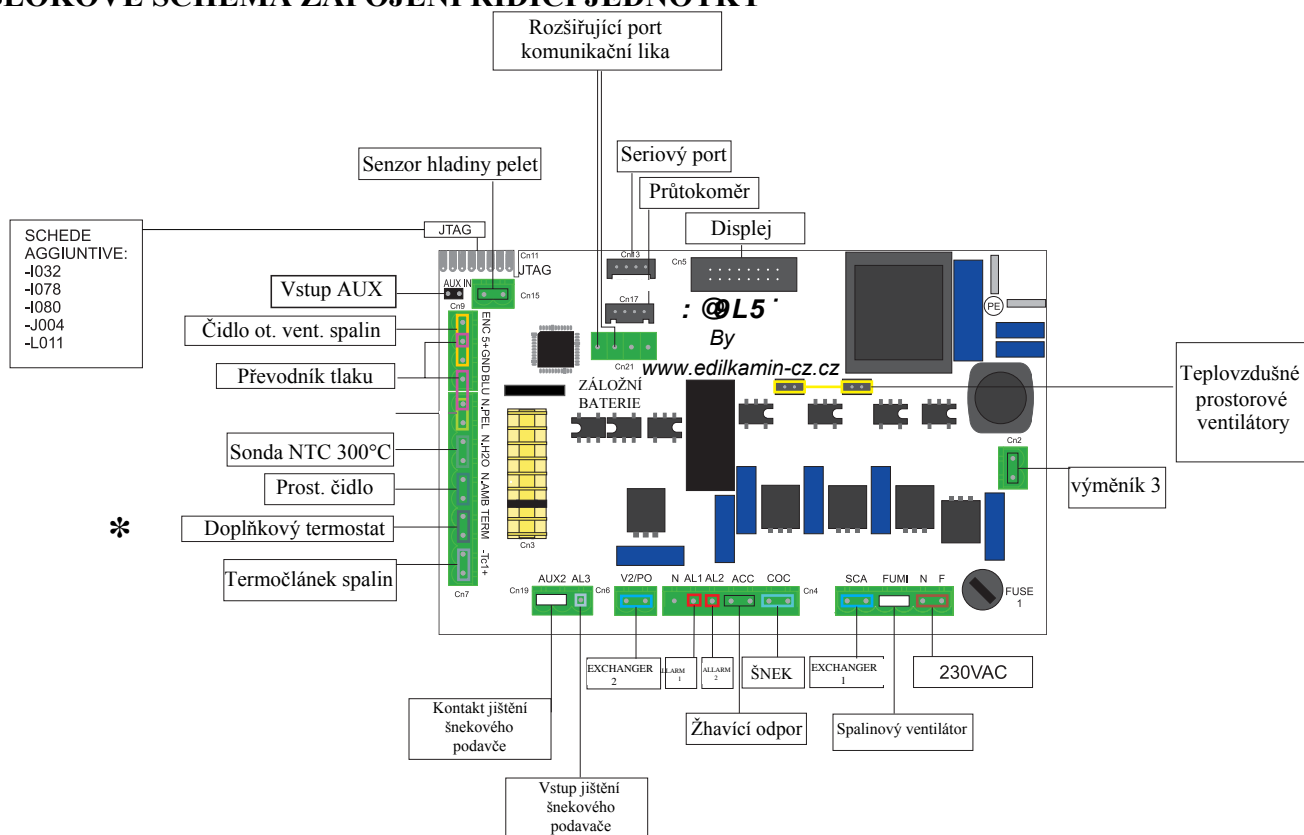 BLOKOVÉ SCHÉMA ZAPOJENÍ ŘÍDÍCÍ JEDNOTKY
Rozšiřující port
komunikační lika
Seriový port
Senzor hladiny pelet
Průtokoměr
Displej
SCHEDE
AGGIUNTIVE:
-I032
-I078
-I080
-J004
-L011
JTAG
Cn11
JTAG
AUX IN
Cn15
Cn13
Cn5
Vstup AUX
Cn9
Cn17
PE
: @9L5˙
By
www.edilkamin-cz.cz
Čidlo ot. vent. spalin
Převodník tlaku
ENC 5+GND BLU N.PEL N.H2O N.AMB TERM -Tc1+
Cn21
ZÁLOŽNÍ
BATERIE
Teplovzdušné
prostorové
ventilátory
Cn2
výměník 3
Sonda NTC 300°C
Prost. čidlo
*
Doplňkový termostat
Termočlánek spalin
Cn3
Cn7
Cn19
AUX2 AL3
Cn6
V2/PO
N AL1 AL2 ACC COC
Cn4
SCA FUMI N F
FUSE
1
EXCHANGER
2
LLARM
1
ALLARM
2
ŠNEK
EXCHANGER
1
230VAC
Kontakt jištění
šnekového
podavče
Žhavící odpor
Spalinový ventilátor
Vstup jištění
šnekového
podavače